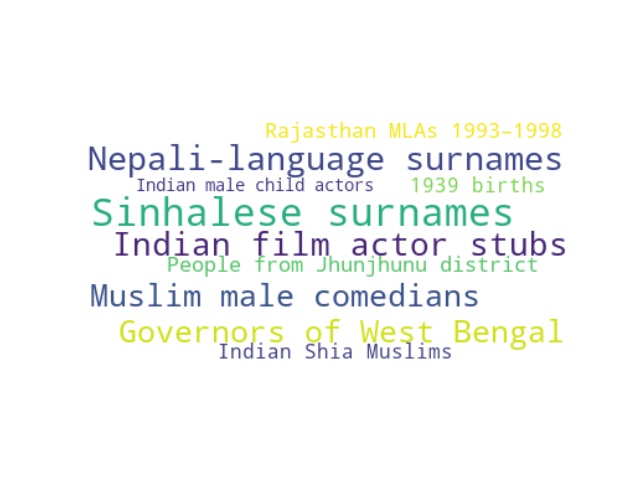 Rajasthan MLAs 1993–1998
Nepali-language surnames
Indian male child actors 1939 births
Sinhalese surnames
Indian film actor stubs
People from Jhunjhunu district
Muslim male comedians
Governors of West Bengal
Indian Shia Muslims